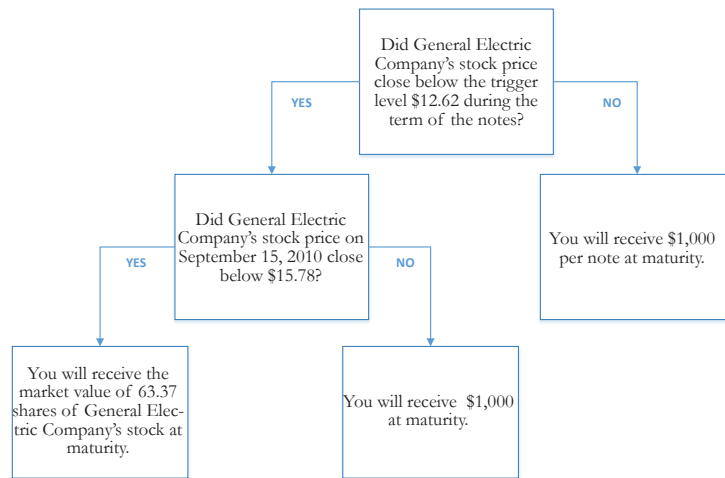 Did General Electric
Company's stock price
close below the trigger
level $12.62 during the
term of the notes?
YES
NO
Did General Electric
Company's stock price on
September 15, 2010 close
below $15.78?
You will receive $1,000
per note at maturity.
YES
NO
You will receive the
market value of 63.37
shares of General Elec-
tric Company's stock at
maturity.
You will receive $1,000
at maturity.